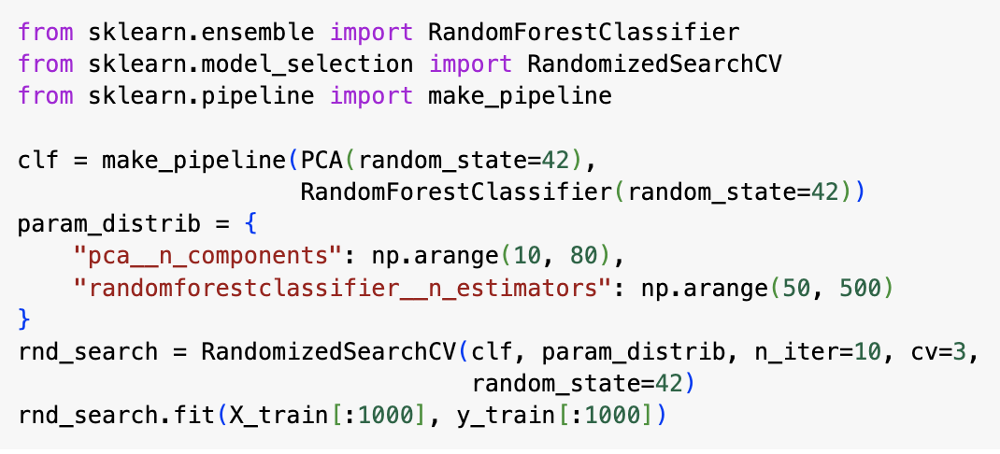 from sklearn.ensemble import RandomForestClassifier
from sklearn.model_selection import RandomizedSearchCV
from sklearn.pipeline import make_pipeline

clf = make_pipeline(PCA(random_state=42),
                    RandomForestClassifier(random_state=42))
param_distrib = {
    "pca__n_components": np.arange(10, 80),
    "randomforestclassifier__n_estimators": np.arange(50, 500)
}
rnd_search = RandomizedSearchCV(clf, param_distrib, n_iter=10, cv=3,
                                random_state=42)
rnd_search.fit(X_train[:1000], y_train[:1000])